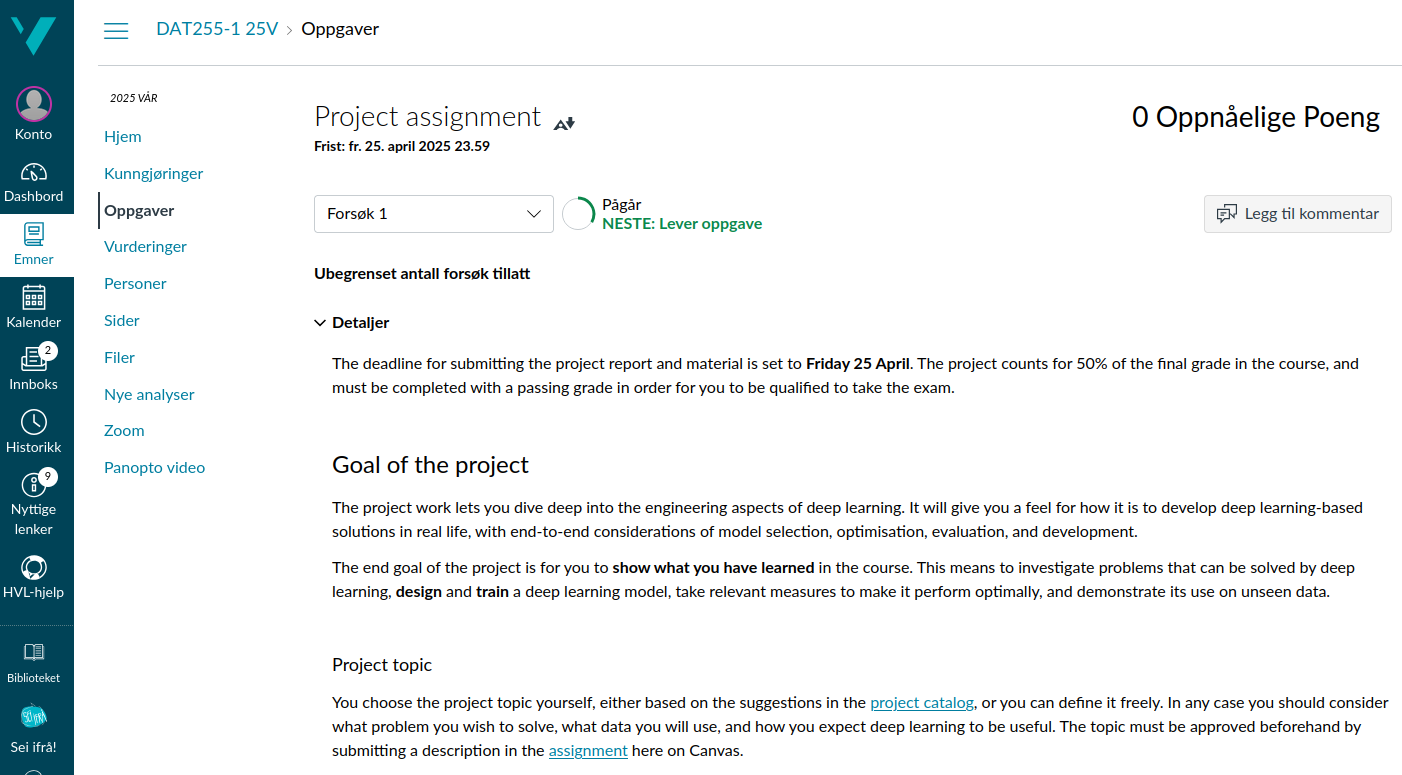 DAT255-1 25V › Oppgaver
Konto
Dashbord
Emner
Kalender
2
Innboks
Historikk
9
Nyttige
lenker
HVL-hjelp
Biblioteket
SEI IFRÅ!
Sei ifrå!
2025 VÅR
Hjem
Kunngjøringer
Oppgaver
Vurderinger
Personer
Sider
Filer
Nye analyser
Zoom
Panopto video
Project assignment
0 Oppnåelige Poeng
Frist: fr. 25. april 2025 23.59
Forsøk 1
Pågår
NESTE: Lever oppgave
Legg til kommentar
Ubegrenset antall forsøk tillatt
Detaljer
The deadline for submitting the project report and material is set to Friday 25 April. The project counts for 50% of the final grade in the course, and
must be completed with a passing grade in order for you to be qualified to take the exam.
Goal of the project
The project work lets you dive deep into the engineering aspects of deep learning. It will give you a feel for how it is to develop deep learning-based
solutions in real life, with end-to-end considerations of model selection, optimisation, evaluation, and development.
The end goal of the project is for you to show what you have learned in the course. This means to investigate problems that can be solved by deep
learning, design and train a deep learning model, take relevant measures to make it perform optimally, and demonstrate its use on unseen data.
Project topic
You choose the project topic yourself, either based on the suggestions in the project catalog, or you can define it freely. In any case you should consider
what problem you wish to solve, what data you will use, and how you expect deep learning to be useful. The topic must be approved beforehand by
submitting a description in the assignment here on Canvas.